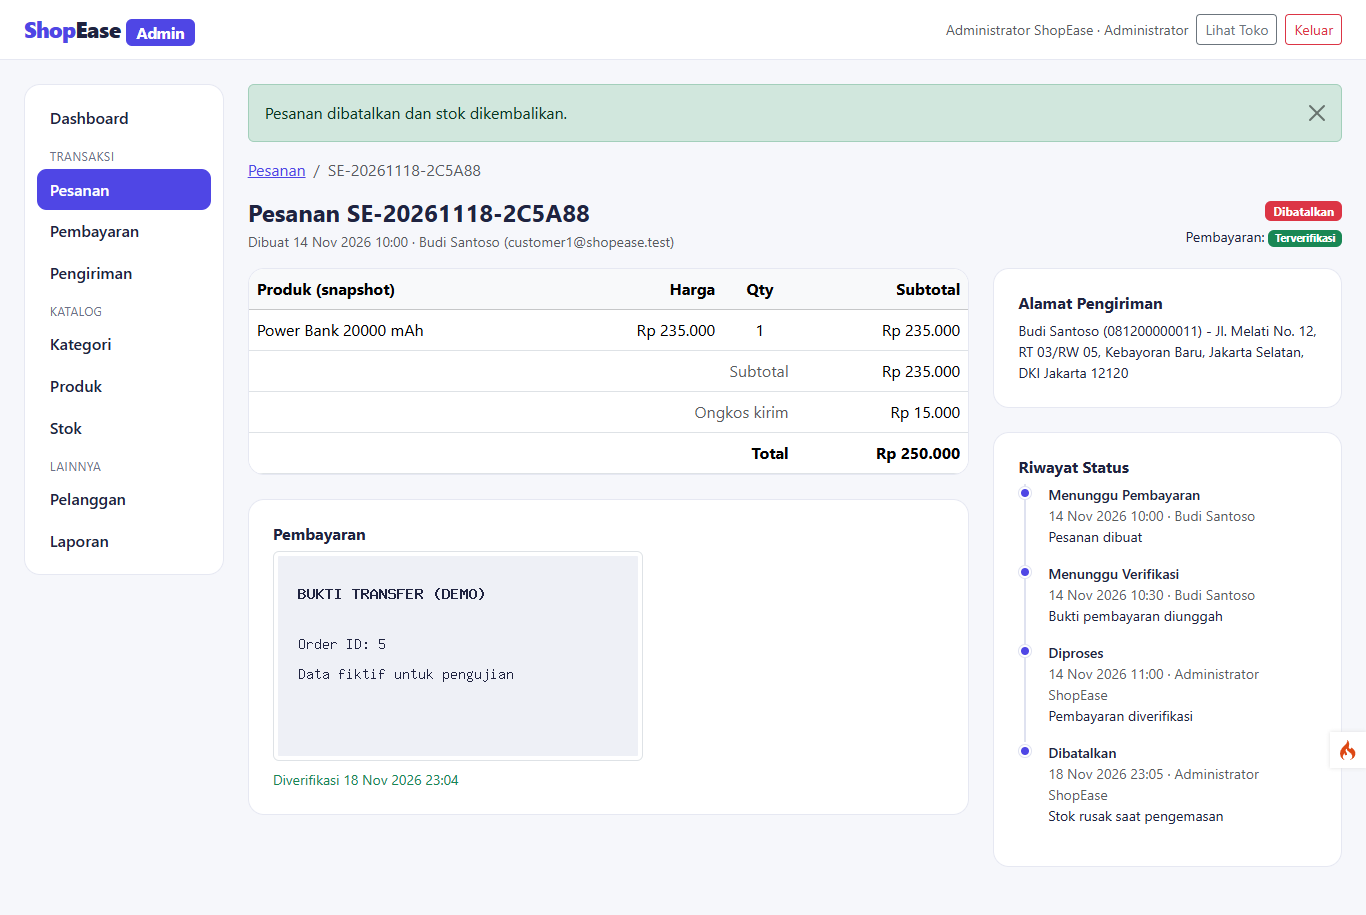 ShopEase Admin
Administrator ShopEase · Administrator
Lihat Toko
Keluar
Dashboard
TRANSAKSI
Pesanan
Pembayaran
Pengiriman
KATALOG
Kategori
Produk
Stok
LAINNYA
Pelanggan
Laporan
Pesanan dibatalkan dan stok dikembalikan.
Pesanan / SE-20261118-2C5A88
Pesanan SE-20261118-2C5A88
Dibatalkan
Dibuat 14 Nov 2026 10:00 · Budi Santoso (customer1@shopease.test)
Pembayaran: Terverifikasi
Produk (snapshot) Harga Qty Subtotal
Power Bank 20000 mAh Rp 235.000 1 Rp 235.000
Subtotal Rp 235.000
Ongkos kirim Rp 15.000
Total Rp 250.000
Pembayaran
BUKTI TRANSFER (DEMO)
Order ID: 5
Data fiktif untuk pengujian
Diverifikasi 18 Nov 2026 23:04
Alamat Pengiriman
Budi Santoso (081200000011) - Jl. Melati No. 12,
RT 03/RW 05, Kebayoran Baru, Jakarta Selatan,
DKI Jakarta 12120
Riwayat Status
Menunggu Pembayaran
14 Nov 2026 10:00 · Budi Santoso
Pesanan dibuat
Menunggu Verifikasi
14 Nov 2026 10:30 · Budi Santoso
Bukti pembayaran diunggah
Diproses
14 Nov 2026 11:00 · Administrator
ShopEase
Pembayaran diverifikasi
Dibatalkan
18 Nov 2026 23:05 · Administrator
ShopEase
Stok rusak saat pengemasan